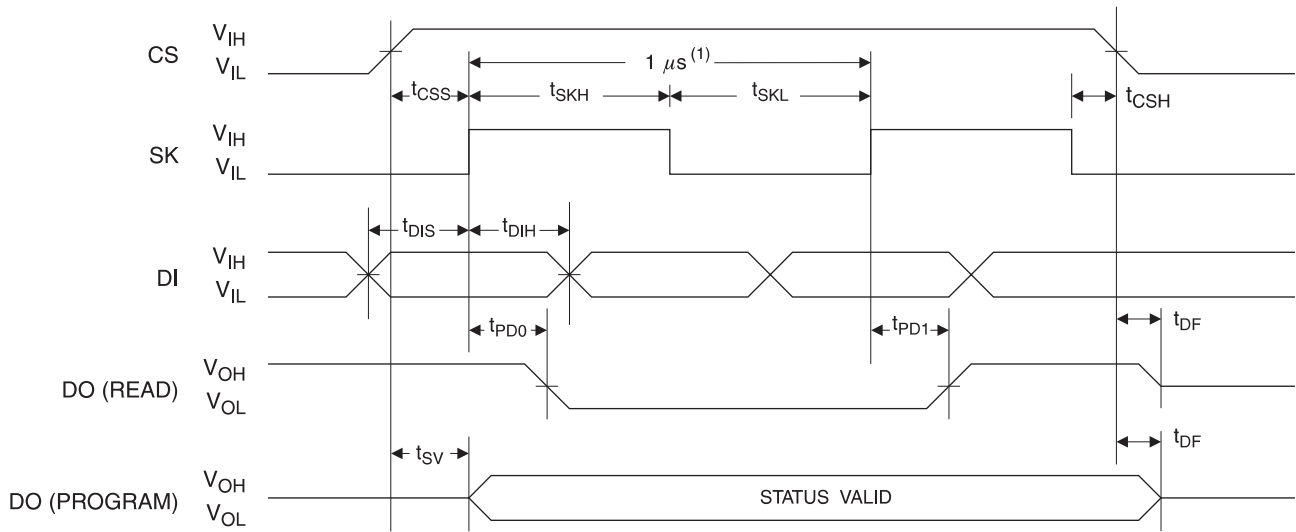 CS V_IH
V_IL
1 μs (1)
t_CSS t_SKH t_SKL t_CSH
SK V_IH
V_IL
t_DIS t_DIH
DI V_IH
V_IL
t_PD0 t_PD1 t_DF
DO (READ) V_OH
V_OL
t_SV t_DF
DO (PROGRAM) V_OH
V_OL
STATUS VALID